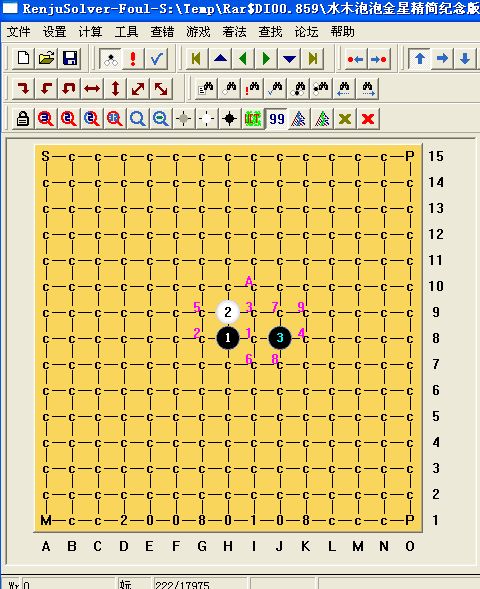 RenjuSolver-Foul-S:\Temp\Rar$DI00.859\水木泡泡全星精简纪念版
文件 设置 计算 工具 查错 游戏 着法 查找 论坛 帮助
99
S c c c c c c c c c c c c c P 15
c c c c c c c c c c c c c c c 14
c c c c c c c c c c c c c c c 13
c c c c c c c c c c c c c c c 12
c c c c c c c c c c c c c c c 11
A
c c c c c c c c c c c c c c c 10
5 3 7 9
c c c c c c c 2 c c c c c c c 9
2 1 4
c c c c c c c 1 c 3 c c c c c 8
6 8
c c c c c c c c c c c c c c c 7
c c c c c c c c c c c c c c c 6
c c c c c c c c c c c c c c c 5
c c c c c c c c c c c c c c c 4
c c c c c c c c c c c c c c c 3
c c c c c c c c c c c c c c c 2
M c c 2 0 0 8 0 1 0 8 c c c P 1
A B C D E F G H I J K L M N O
0 222/17975